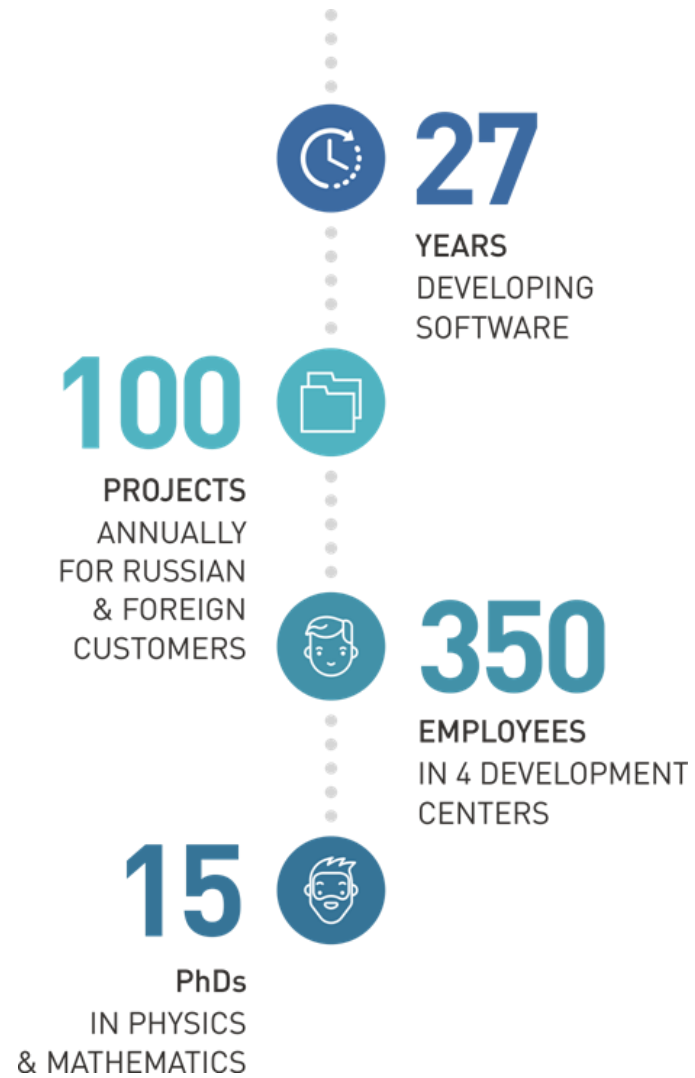 27
YEARS
DEVELOPING
SOFTWARE
100
PROJECTS
ANNUALLY
FOR RUSSIAN
& FOREIGN
CUSTOMERS
350
EMPLOYEES
IN 4 DEVELOPMENT
CENTERS
15
PhDs
IN PHYSICS
& MATHEMATICS